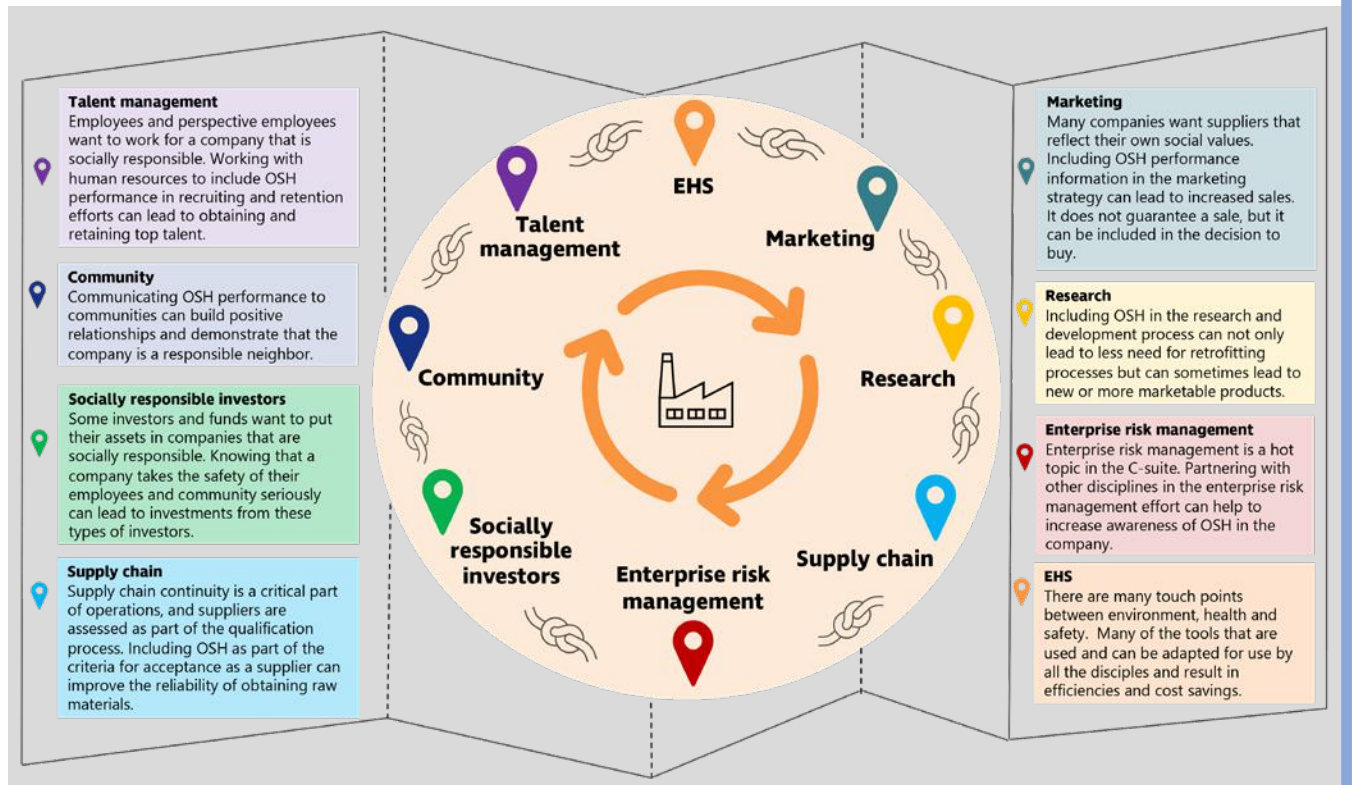 Talent management
Employees and perspective employees
want to work for a company that is
socially responsible. Working with
human resources to include OSH
performance in recruiting and retention
efforts can lead to obtaining and
retaining top talent.
Community
Communicating OSH performance to
communities can build positive
relationships and demonstrate that the
company is a responsible neighbor.
Socially responsible investors
Some investors and funds want to put
their assets in companies that are
socially responsible. Knowing that a
company takes the safety of their
employees and community seriously
can lead to investments from these
types of investors.
Supply chain
Supply chain continuity is a critical part
of operations, and suppliers are
assessed as part of the qualification
process. Including OSH as part of the
criteria for acceptance as a supplier can
improve the reliability of obtaining raw
materials.
EHS
Talent
management
Marketing
Community
Research
Socially
responsible
investors
Supply chain
Enterprise risk
management
Marketing
Many companies want suppliers that
reflect their own social values.
Including OSH performance
information in the marketing
strategy can lead to increased sales.
It does not guarantee a sale, but it
can be included in the decision to
buy.
Research
Including OSH in the research and
development process can not only
lead to less need for retrofitting
processes but can sometimes lead to
new or more marketable products.
Enterprise risk management
Enterprise risk management is a hot
topic in the C-suite. Partnering with
other disciplines in the enterprise risk
management effort can help to
increase awareness of OSH in the
company.
EHS
There are many touch points
between environment, health and
safety.  Many of the tools that are
used and can be adapted for use by
all the disciples and result in
efficiencies and cost savings.